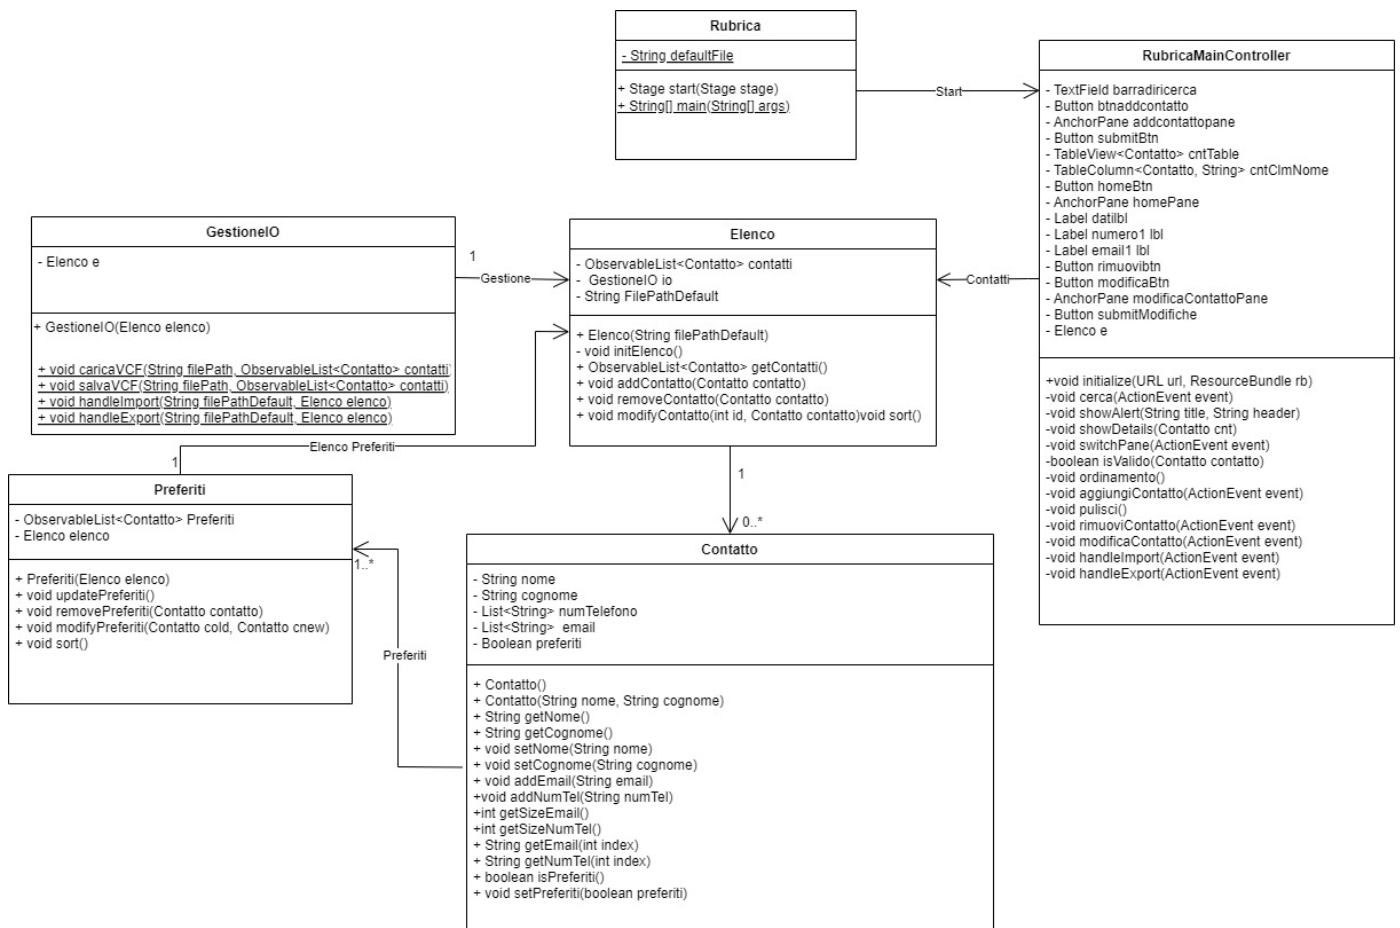 Rubrica
- String defaultFile
+ Stage start(Stage stage)
+ String[] main(String[] args)
Start
RubricaMainController
- TextField barradiricerca
- Button btnaddcontatto
- AnchorPane addcontattopane
- Button submitBtn
- TableView<Contatto> cntTable
- TableColumn<Contatto, String> cntClmNome
- Button homeBtn
- AnchorPane homePane
- Label datilbl
- Label numero1 lbl
- Label email1 lbl
- Button rimuovibtn
- Button modificaBtn
- AnchorPane modificaContattoPane
- Button submitModifiche
- Elenco e
+void initialize(URL url, ResourceBundle rb)
-void cerca(ActionEvent event)
-void showAlert(String title, String header)
-void showDetails(Contatto cnt)
-void switchPane(ActionEvent event)
-boolean isValido(Contatto contatto)
-void ordinamento()
-void aggiungiContatto(ActionEvent event)
-void pulisci()
-void rimuoviContatto(ActionEvent event)
-void modificaContatto(ActionEvent event)
-void handleImport(ActionEvent event)
-void handleExport(ActionEvent event)
GestioneIO
- Elenco e
+ GestioneIO(Elenco elenco)
+ void caricaVCF(String filePath, ObservableList<Contatto> contatti)
+ void salvaVCF(String filePath, ObservableList<Contatto> contatti)
+ void handleImport(String filePathDefault, Elenco elenco)
+ void handleExport(String filePathDefault, Elenco elenco)
1
Gestione
Elenco
- ObservableList<Contatto> contatti
-  GestioneIO io
- String FilePathDefault
+ Elenco(String filePathDefault)
- void initElenco()
+ ObservableList<Contatto> getContatti()
+ void addContatto(Contatto contatto)
+ void removeContatto(Contatto contatto)
+ void modifyContatto(int id, Contatto contatto)void sort()
Contatti
Elenco Preferiti
1
1
0..*
Preferiti
- ObservableList<Contatto> Preferiti
- Elenco elenco
+ Preferiti(Elenco elenco)
+ void updatePreferiti()
+ void removePreferiti(Contatto contatto)
+ void modifyPreferiti(Contatto cold, Contatto cnew)
+ void sort()
1..*
Preferiti
Contatto
- String nome
- String cognome
- List<String> numTelefono
- List<String>  email
- Boolean preferiti
+ Contatto()
+ Contatto(String nome, String cognome)
+ String getNome()
+ String getCognome()
+ void setNome(String nome)
+ void setCognome(String cognome)
+ void addEmail(String email)
+void addNumTel(String numTel)
+int getSizeEmail()
+int getSizeNumTel()
+ String getEmail(int index)
+ String getNumTel(int index)
+ boolean isPreferiti()
+ void setPreferiti(boolean preferiti)